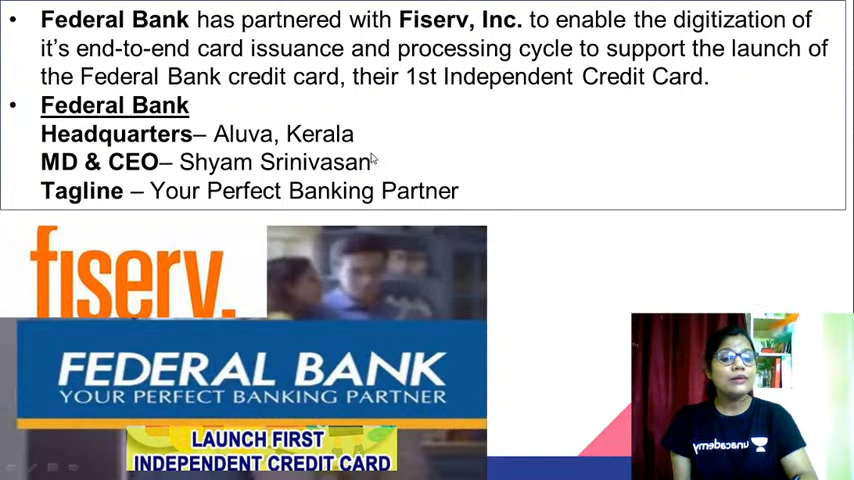 • Federal Bank has partnered with Fiserv, Inc. to enable the digitization of
it's end-to-end card issuance and processing cycle to support the launch of
the Federal Bank credit card, their 1st Independent Credit Card.
• Federal Bank
Headquarters– Aluva, Kerala
MD & CEO– Shyam Srinivasan
Tagline – Your Perfect Banking Partner
fiserv.
FEDERAL BANK
YOUR PERFECT BANKING PARTNER
LAUNCH FIRST
INDEPENDENT CREDIT CARD
unacademy